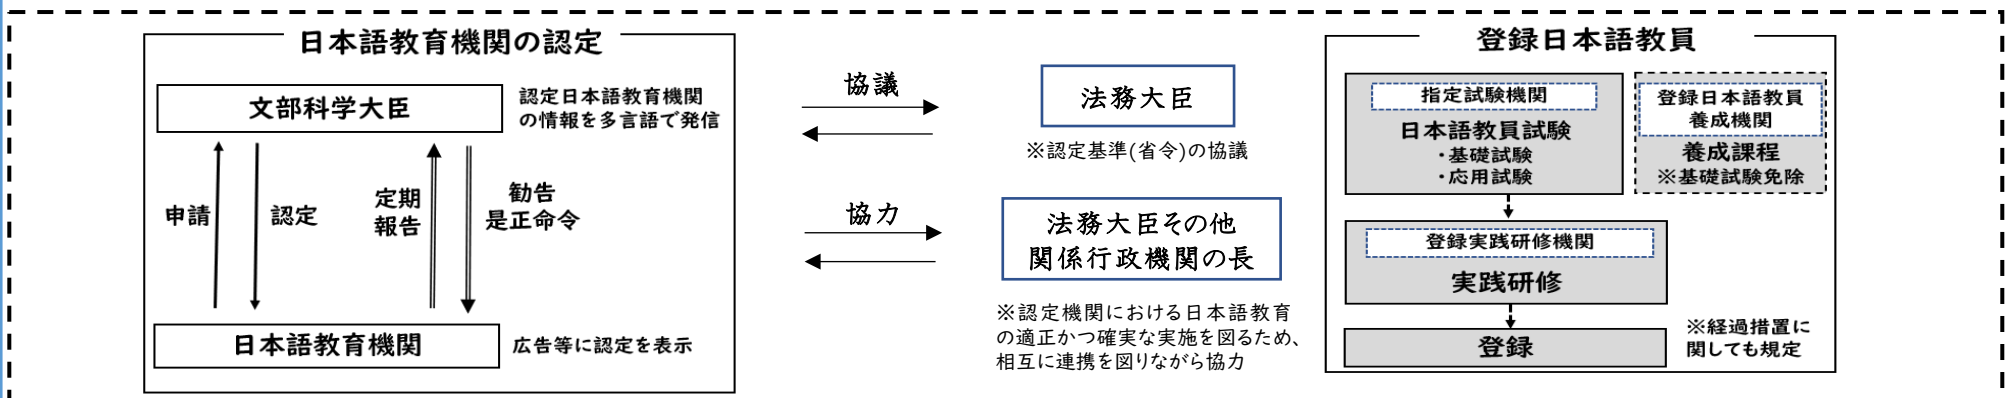 日本語教育機関の認定
文部科学大臣
認定日本語教育機関
の情報を多言語で発信
申請
認定
定期
報告
勧告
是正命令
日本語教育機関
広告等に認定を表示
協議
法務大臣
※認定基準(省令)の協議
協力
法務大臣その他
関係行政機関の長
※認定機関における日本語教育
の適正かつ確実な実施を図るため、
相互に連携を図りながら協力
登録日本語教員
指定試験機関
日本語教員試験
・基礎試験
・応用試験
登録日本語教員
養成機関
養成課程
※基礎試験免除
登録実践研修機関
実践研修
登録
※経過措置に
関しても規定